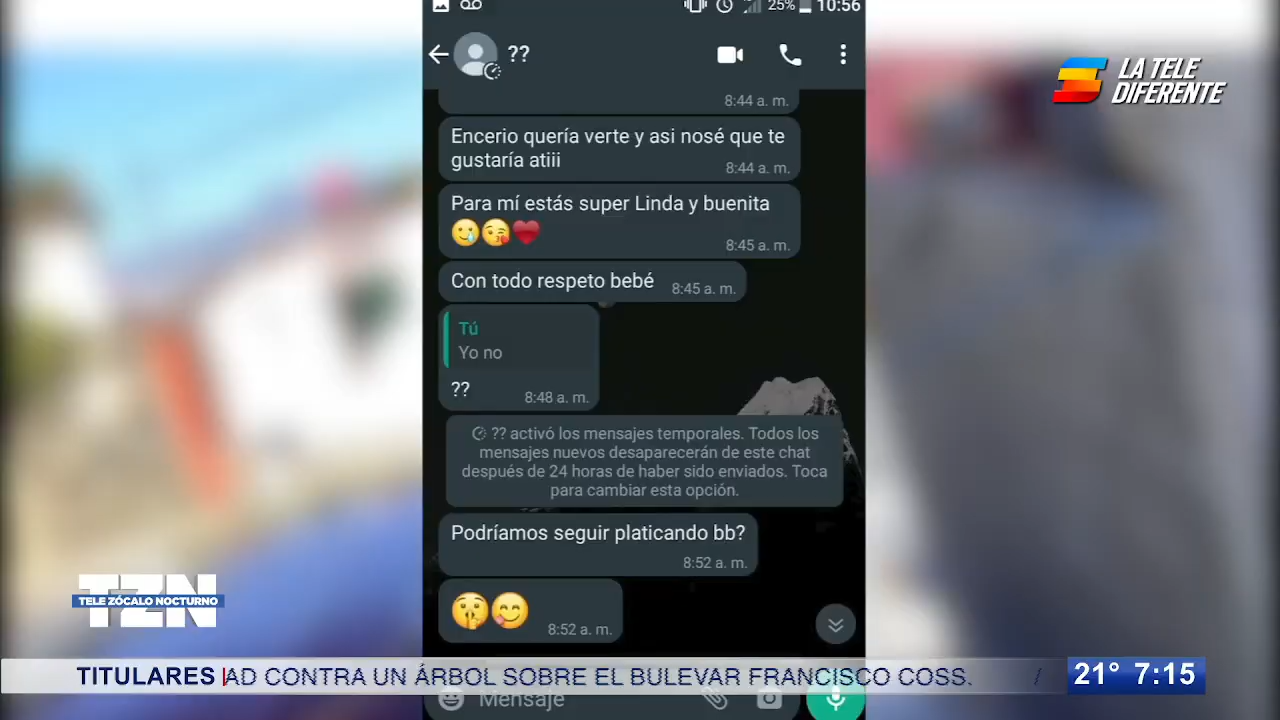 25% 10:56
??
LA TELE
DIFERENTE
8:44 a. m.
Encerio quería verte y asi nosé que te
gustaría atiii
8:44 a. m.
Para mí estás super Linda y buenita
8:45 a. m.
Con todo respeto bebé
8:45 a. m.
Tú
Yo no
??
8:48 a. m.
?? activó los mensajes temporales. Todos los
mensajes nuevos desaparecerán de este chat
después de 24 horas de haber sido enviados. Toca
para cambiar esta opción.
Podríamos seguir platicando bb?
8:52 a. m.
8:52 a. m.
TZN
TELE ZÓCALO NOCTURNO
TITULARES AD CONTRA UN ÁRBOL SOBRE EL BULEVAR FRANCISCO COSS. /
21° 7:15
Mensaje